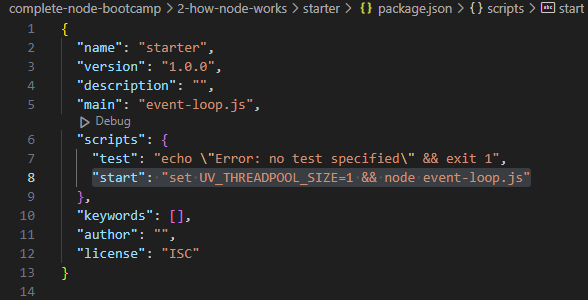 complete-node-bootcamp > 2-how-node-works > starter > package.json > {} scripts > abc start
1 {
2 "name": "starter",
3 "version": "1.0.0",
4 "description": "",
5 "main": "event-loop.js",
Debug
6 "scripts": {
7 "test": "echo \"Error: no test specified\" && exit 1",
8 "start": "set UV_THREADPOOL_SIZE=1 && node event-loop.js"
9 },
10 "keywords": [],
11 "author": "",
12 "license": "ISC"
13 }
14